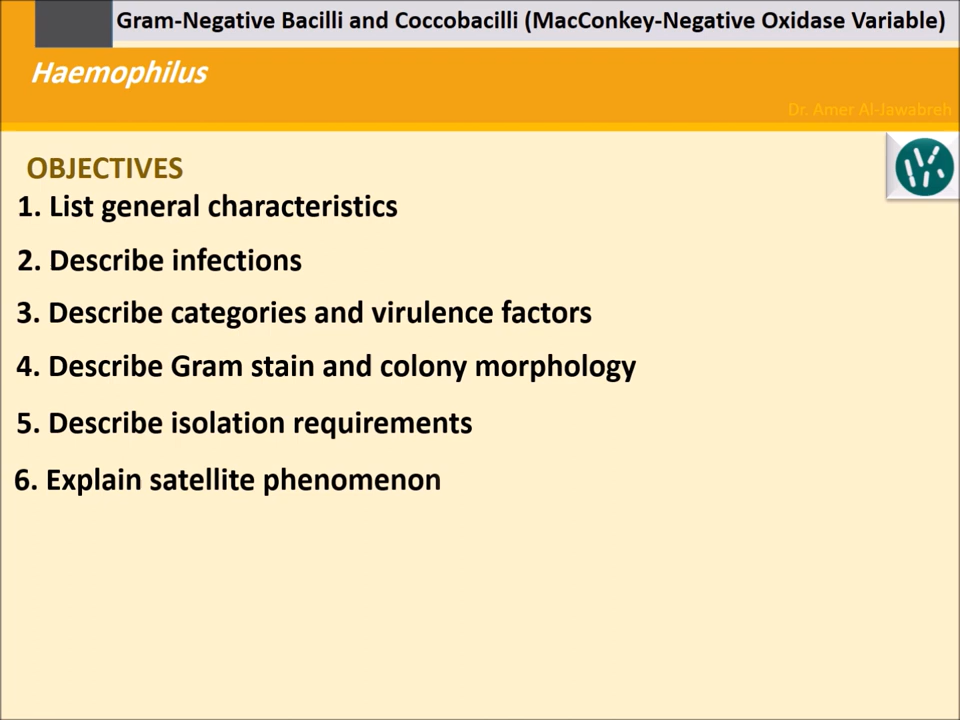 Gram-Negative Bacilli and Coccobacilli (MacConkey-Negative Oxidase Variable)
Haemophilus
Dr. Amer Al-Jawabreh
OBJECTIVES
1. List general characteristics
2. Describe infections
3. Describe categories and virulence factors
4. Describe Gram stain and colony morphology
5. Describe isolation requirements
6. Explain satellite phenomenon